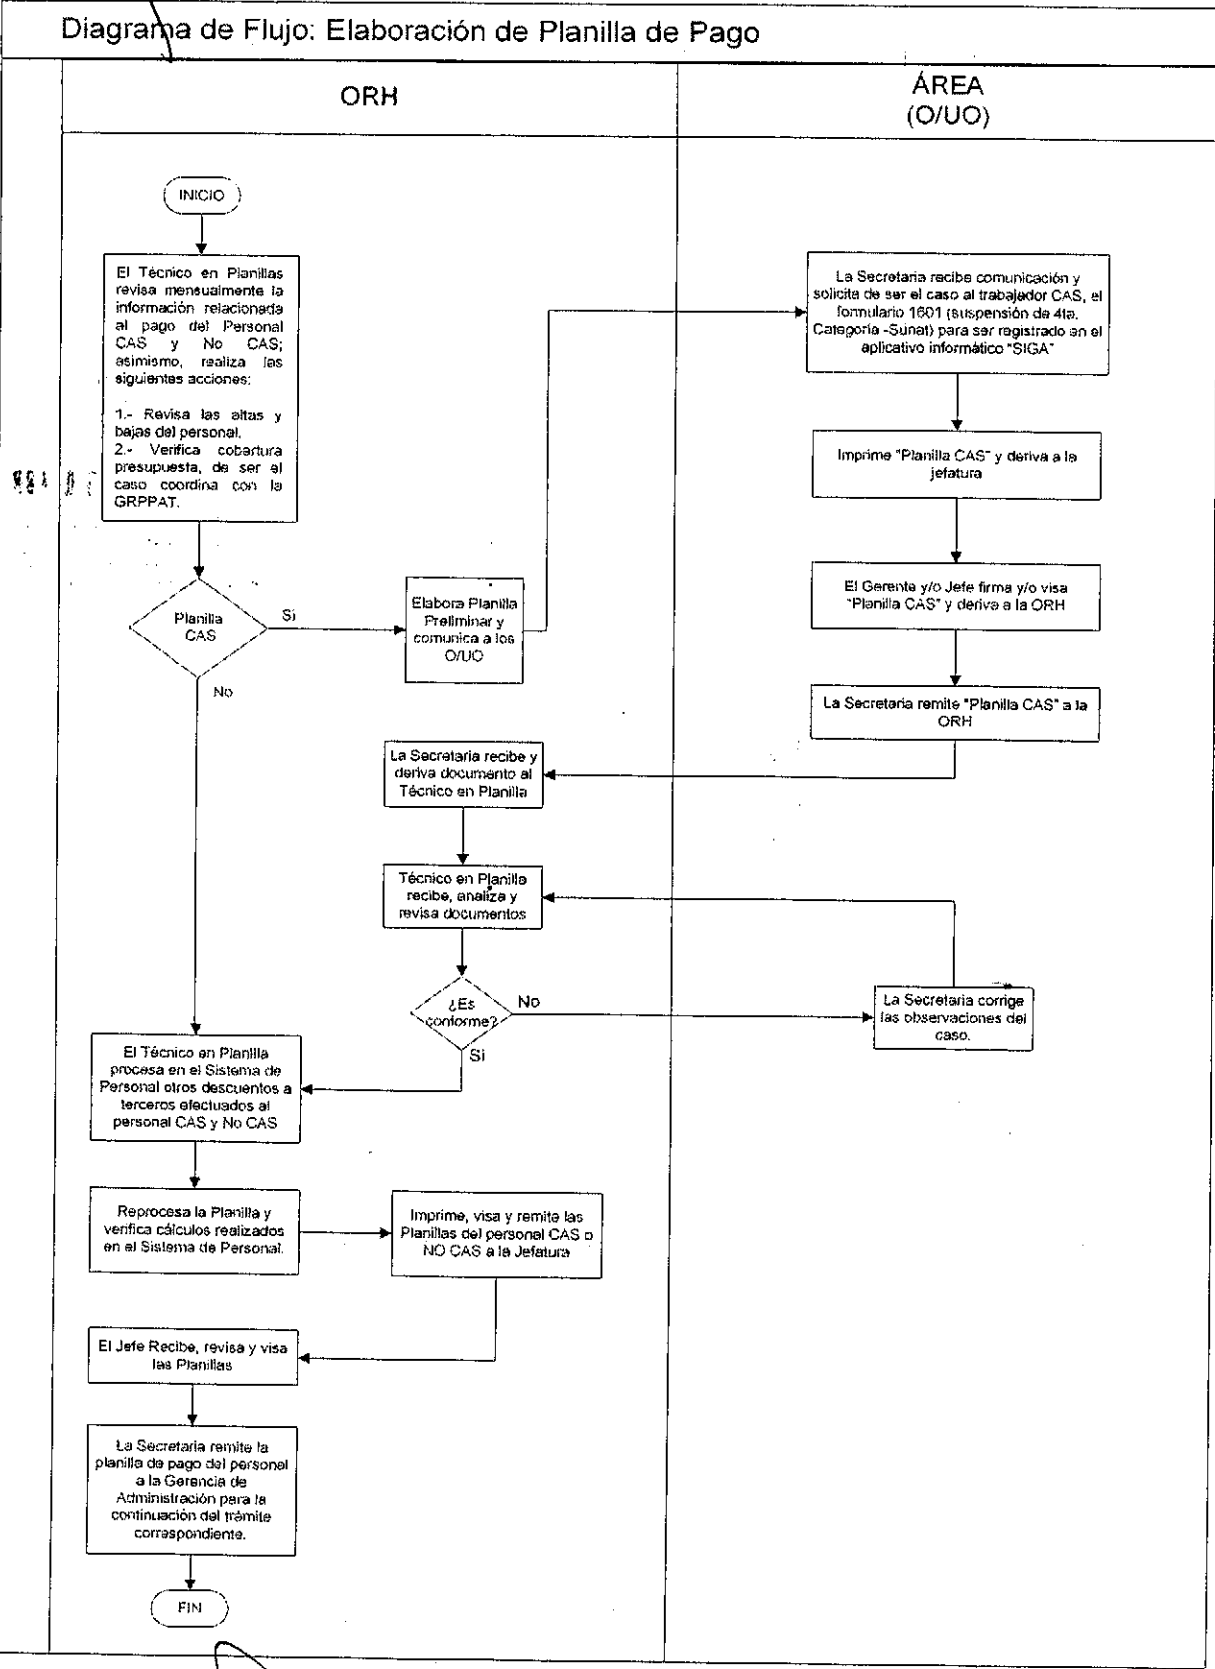 Diagrama de Flujo: Elaboración de Planilla de Pago
ORH
ÁREA
(O/UO)
INICIO
El Técnico en Planillas
revisa mensualmente la
información relacionada
al pago del Personal
CAS y No CAS;
asimismo, realiza las
siguientes acciones:
1.- Revisa las altas y
bajas del personal.
2.- Verifica cobertura
presupuesta, de ser el
caso coordina con la
GRPPAT.
Planilla
CAS
Sí
No
Elabora Planilla
Preliminar y
comunica a los
O/UO
La Secretaria recibe comunicación y
solicita de ser el caso al trabajador CAS, el
formulario 1601 (suspensión de 4ta.
Categoría -Sunat) para ser registrado en el
aplicativo informático "SIGA"
Imprime "Planilla CAS" y deriva a la
jefatura
El Gerente y/o Jefe firma y/o visa
"Planilla CAS" y deriva a la ORH
La Secretaria remite "Planilla CAS" a la
ORH
La Secretaria recibe y
deriva documento al
Técnico en Planilla
Técnico en Planilla
recibe, analiza y
revisa documentos
¿Es
conforme?
No
Sí
La Secretaria corrige
las observaciones del
caso.
El Técnico en Planilla
procesa en el Sistema de
Personal otros descuentos a
terceros efectuados al
personal CAS y No CAS
Reprocesa la Planilla y
verifica cálculos realizados
en el Sistema de Personal.
Imprime, visa y remite las
Planillas del personal CAS o
NO CAS a la Jefatura
El Jefe Recibe, revisa y visa
las Planillas
La Secretaria remite la
planilla de pago del personal
a la Gerencia de
Administración para la
continuación del trámite
correspondiente.
FIN